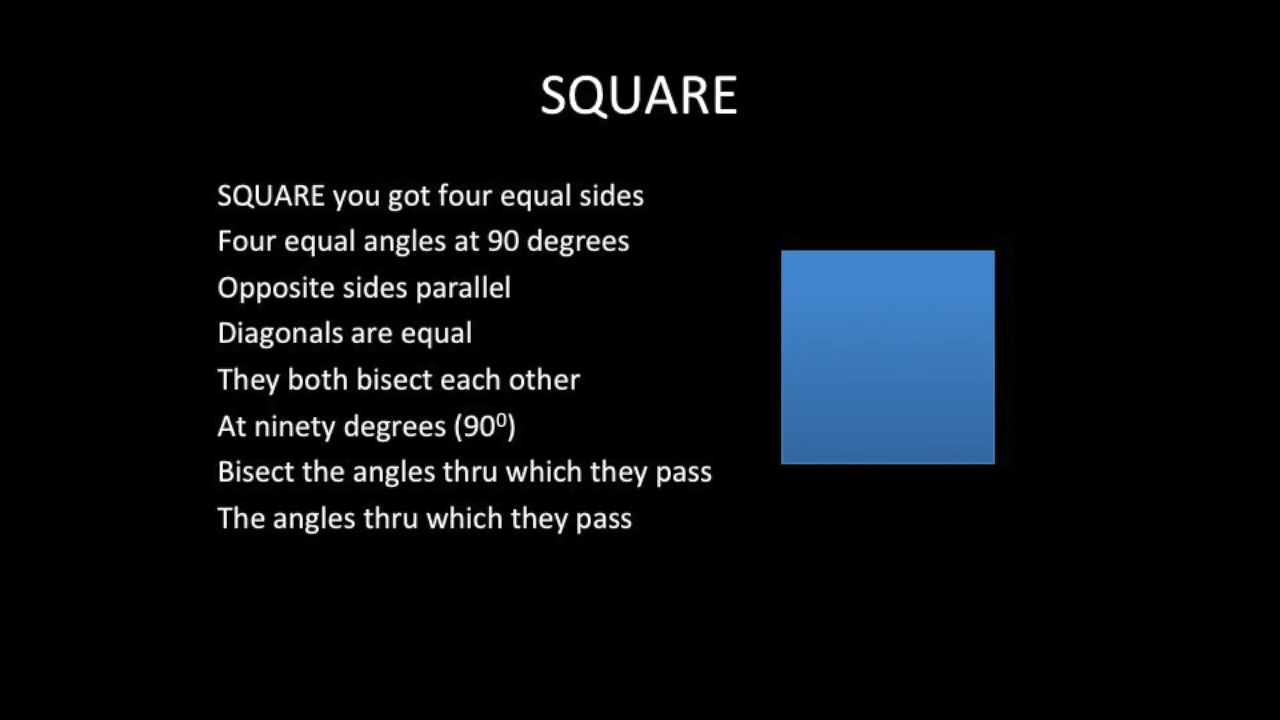 SQUARE
SQUARE you got four equal sides
Four equal angles at 90 degrees
Opposite sides parallel
Diagonals are equal
They both bisect each other
At ninety degrees (90⁰)
Bisect the angles thru which they pass
The angles thru which they pass